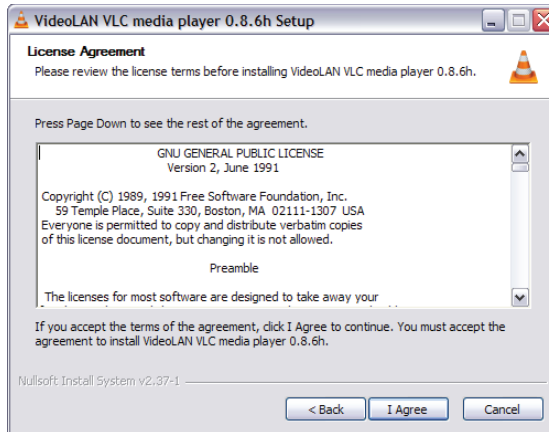 VideoLAN VLC media player 0.8.6h Setup
License Agreement
Please review the license terms before installing VideoLAN VLC media player 0.8.6h.
Press Page Down to see the rest of the agreement.
GNU GENERAL PUBLIC LICENSE
Version 2, June 1991
Copyright (C) 1989, 1991 Free Software Foundation, Inc.
59 Temple Place, Suite 330, Boston, MA 02111-1307 USA
Everyone is permitted to copy and distribute verbatim copies
of this license document, but changing it is not allowed.
Preamble
The licenses for most software are designed to take away your
If you accept the terms of the agreement, click I Agree to continue. You must accept the
agreement to install VideoLAN VLC media player 0.8.6h.
Nullsoft Install System v2.37-1
< Back
I Agree
Cancel